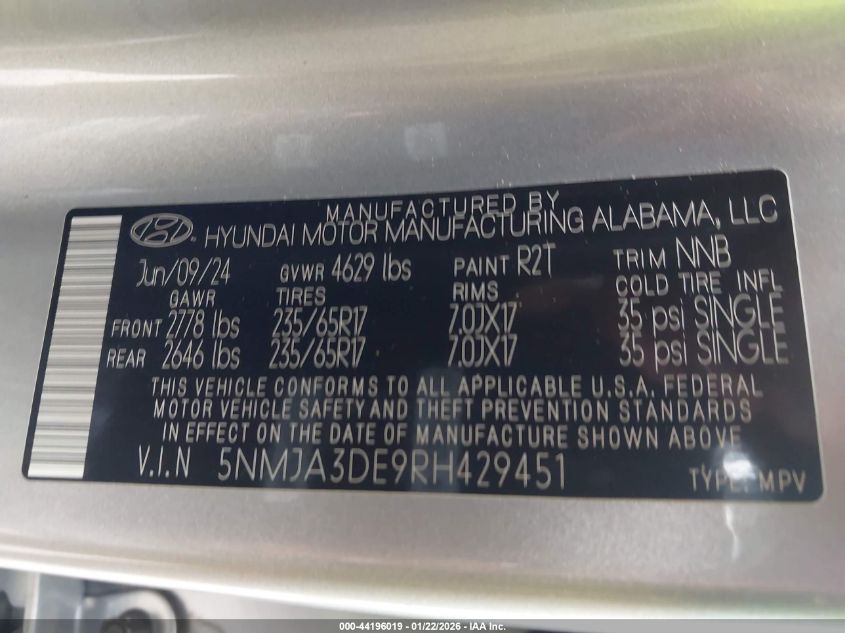 MANUFACTURED BY
HYUNDAI MOTOR MANUFACTURING ALABAMA, LLC
Jun/09/24 GVWR 4629 lbs PAINT R2T TRIM NNB
GAWR TIRES RIMS COLD TIRE INFL
FRONT 2778 lbs 235/65R17 7.0JX17 35 psi SINGLE
REAR 2646 lbs 235/65R17 7.0JX17 35 psi SINGLE
THIS VEHICLE CONFORMS TO ALL APPLICABLE U.S.A. FEDERAL
MOTOR VEHICLE SAFETY AND THEFT PREVENTION STANDARDS
IN EFFECT ON THE DATE OF MANUFACTURE SHOWN ABOVE
V.I.N 5NMJA3DE9RH429451 TYPE: MPV
000-44196019 - 01/22/2026 - IAA Inc.